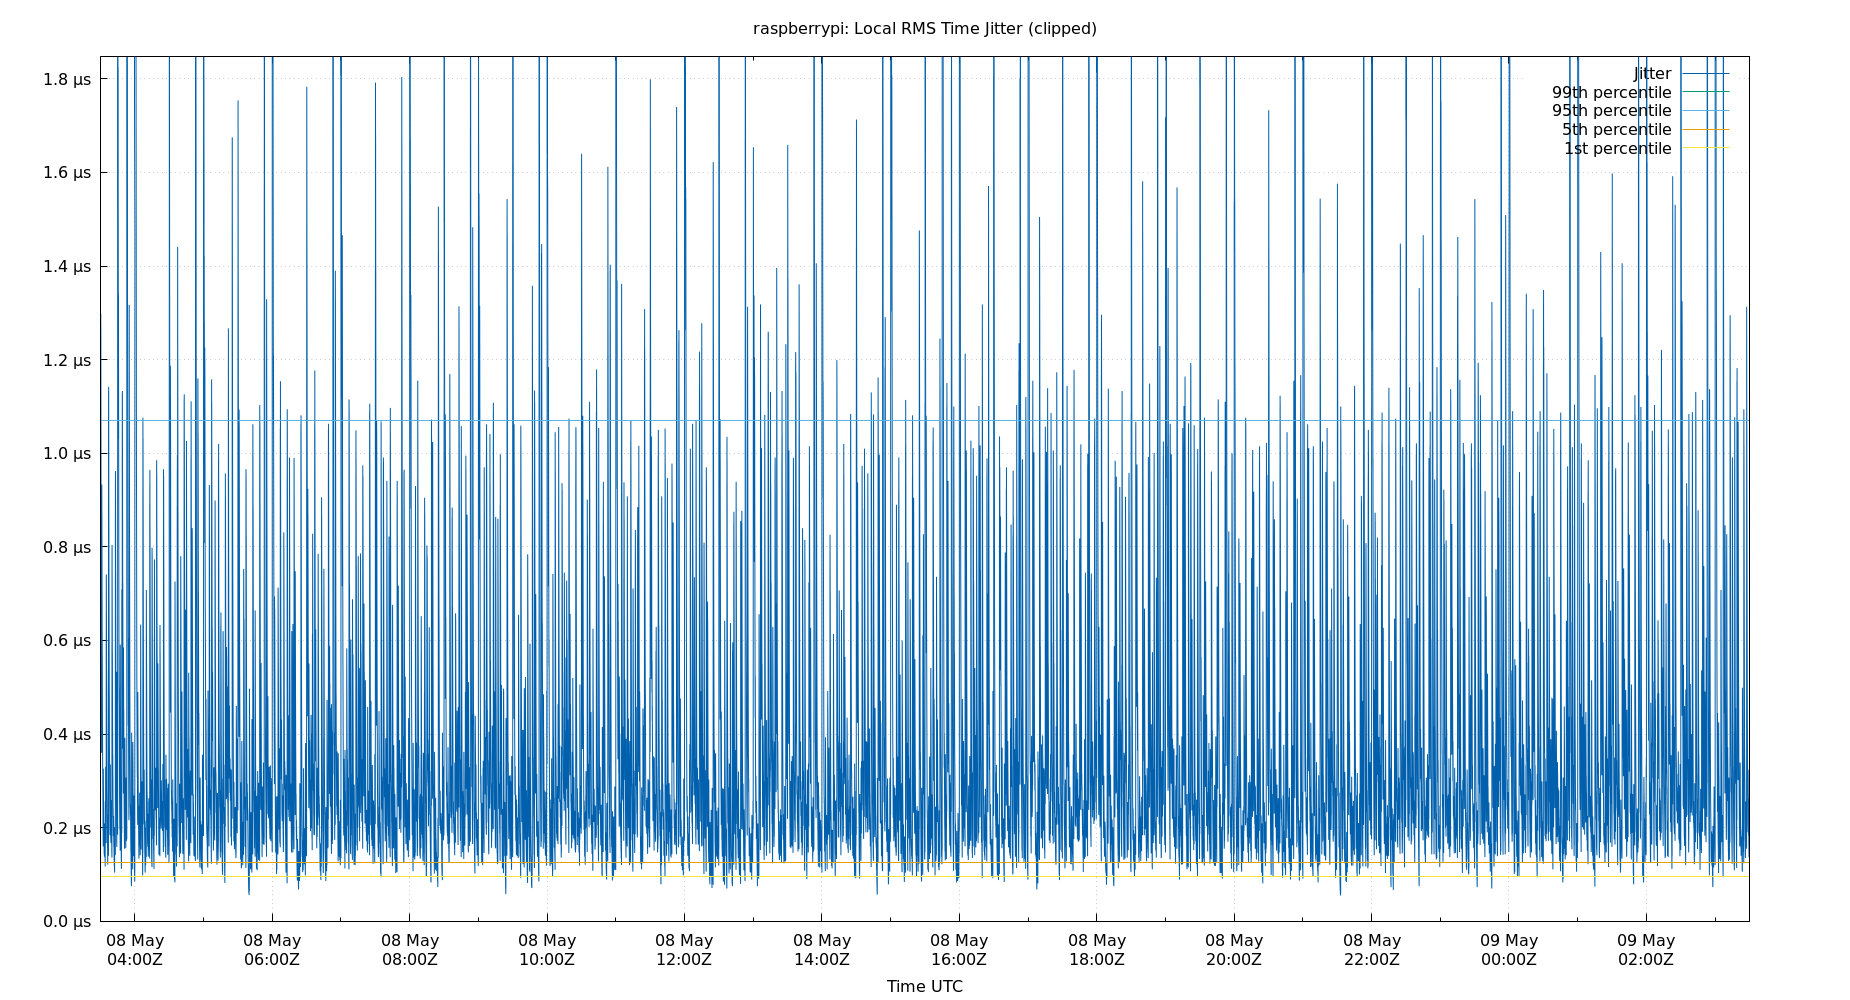 raspberrypi: Local RMS Time Jitter (clipped)
1.8 µs
1.6 µs
1.4 µs
1.2 µs
1.0 µs
0.8 µs
0.6 µs
0.4 µs
0.2 µs
0.0 µs
Jitter
99th percentile
95th percentile
5th percentile
1st percentile
08 May 08 May 08 May 08 May 08 May 08 May 08 May 08 May 08 May 08 May 09 May 09 May
04:00Z 06:00Z 08:00Z 10:00Z 12:00Z 14:00Z 16:00Z 18:00Z 20:00Z 22:00Z 00:00Z 02:00Z
Time UTC